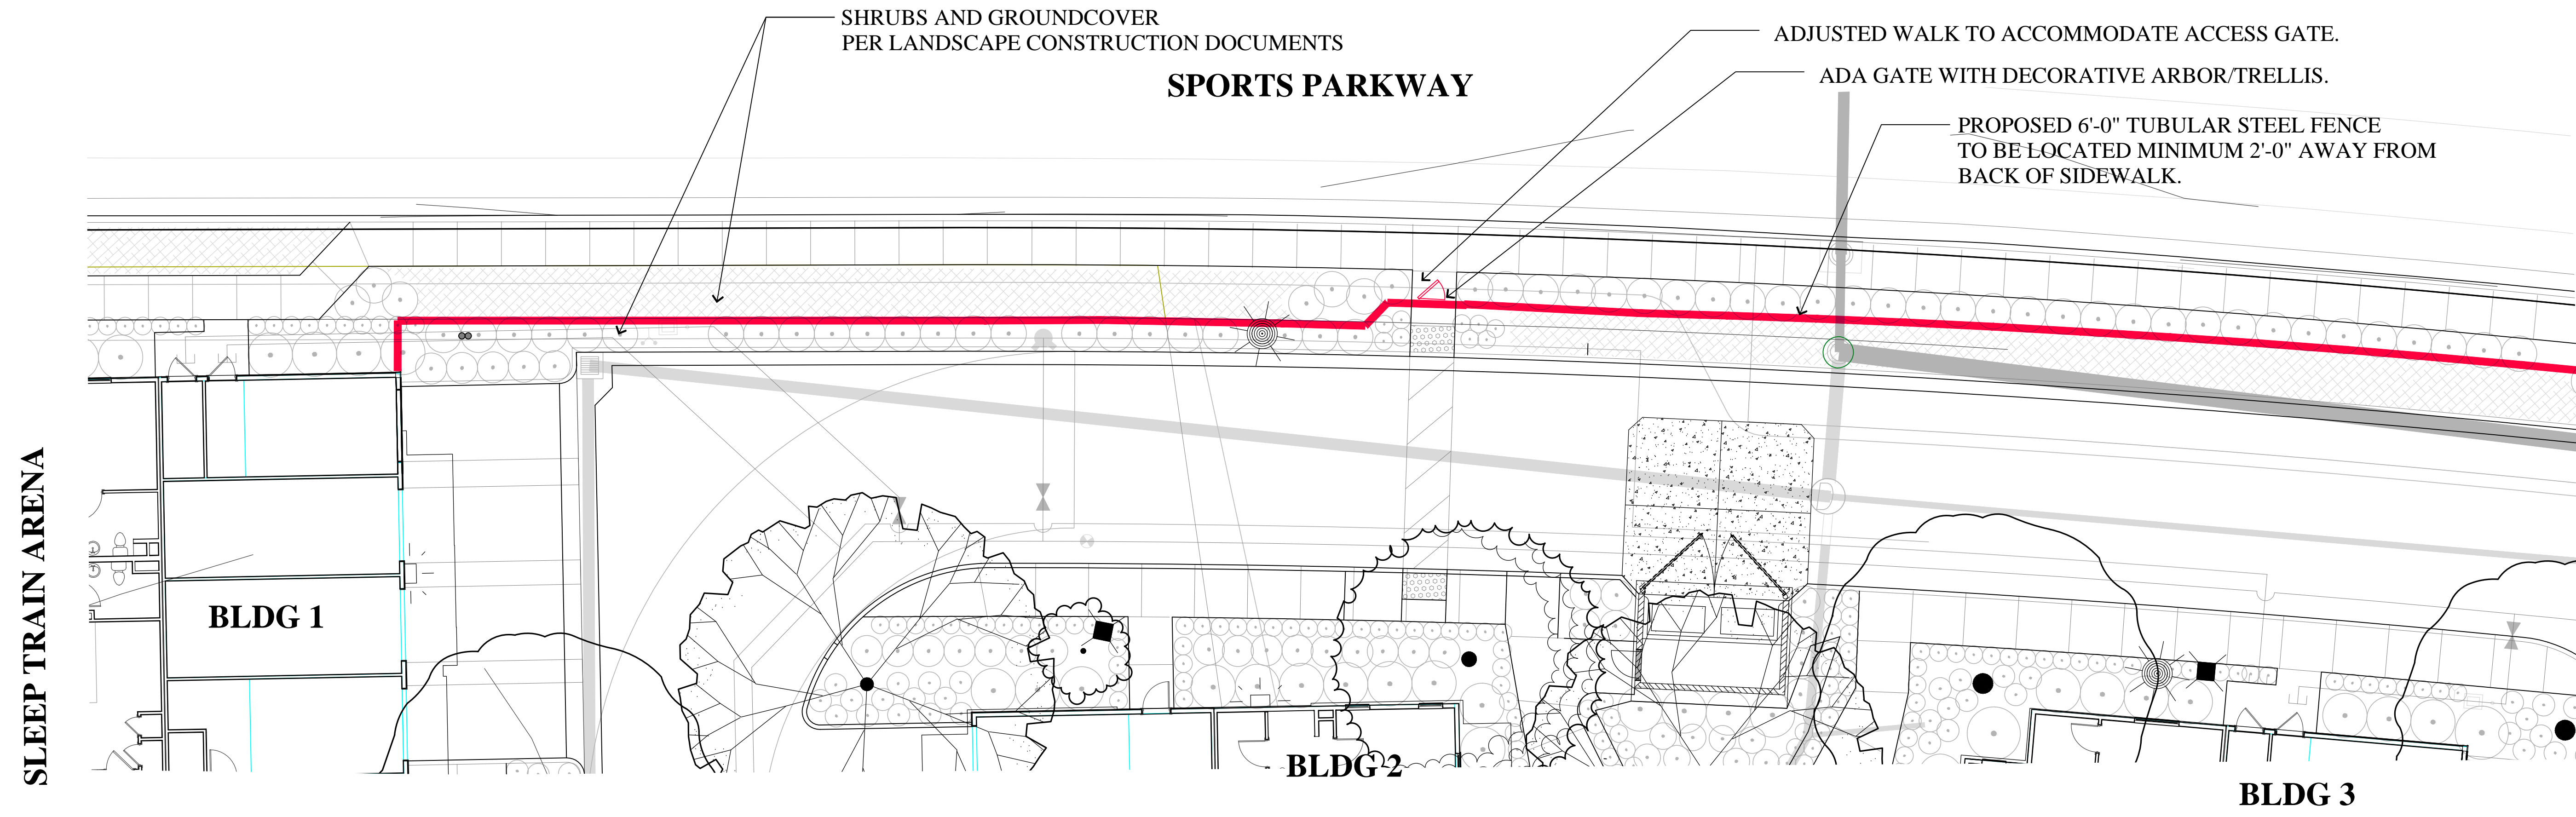 SHRUBS AND GROUNDCOVER
PER LANDSCAPE CONSTRUCTION DOCUMENTS
SPORTS PARKWAY
ADJUSTED WALK TO ACCOMMODATE ACCESS GATE.
ADA GATE WITH DECORATIVE ARBOR/TRELLIS.
PROPOSED 6'-0" TUBULAR STEEL FENCE
TO BE LOCATED MINIMUM 2'-0" AWAY FROM
BACK OF SIDEWALK.
SLEEP TRAIN ARENA
BLDG 1
BLDG 2
BLDG 3